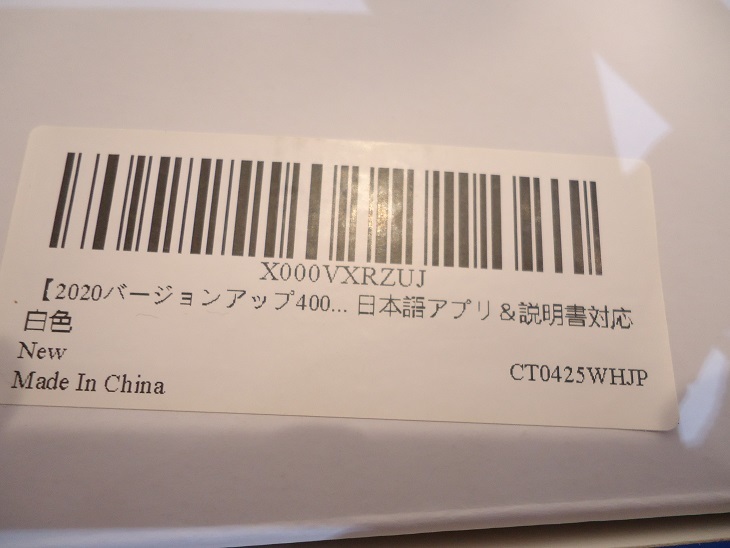 X000VXRZUJ
【2020バージョンアップ400... 日本語アプリ&説明書対応
白色
New
Made In China
CT0425WHJP